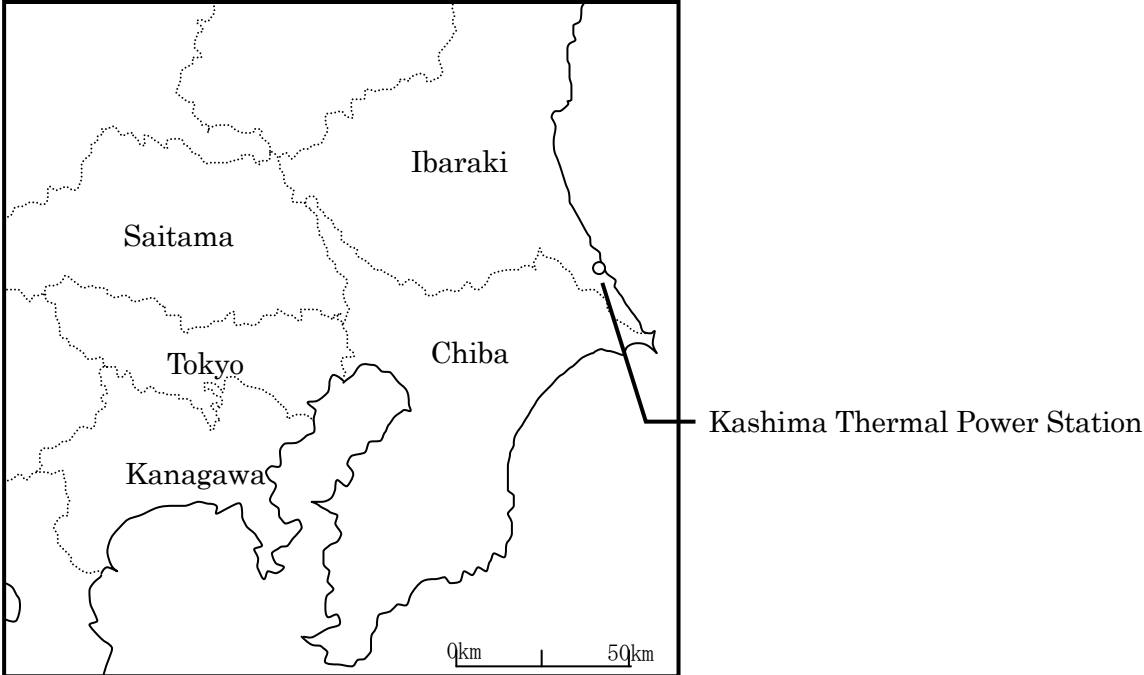 Ibaraki
Saitama
Chiba
Tokyo
Kashima Thermal Power Station
Kanagawa
0km 50km